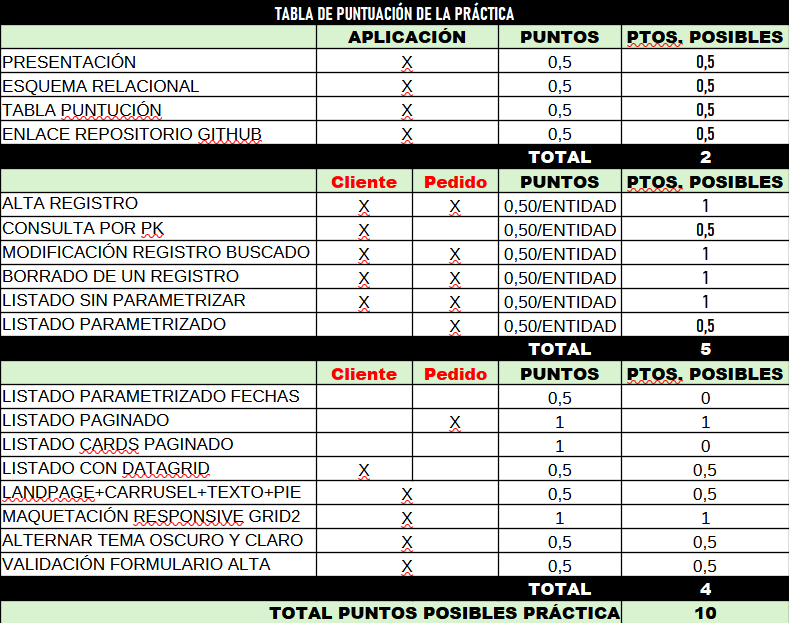 TABLA DE PUNTUACIÓN DE LA PRÁCTICA
APLICACIÓN PUNTOS PTOS. POSIBLES
PRESENTACIÓN X 0,5 0,5
ESQUEMA RELACIONAL X 0,5 0,5
TABLA PUNTUCIÓN X 0,5 0,5
ENLACE REPOSITORIO GITHUB X 0,5 0,5
TOTAL 2
Cliente Pedido PUNTOS PTOS. POSIBLES
ALTA REGISTRO X X 0,50/ENTIDAD 1
CONSULTA POR PK X 0,50/ENTIDAD 0,5
MODIFICACIÓN REGISTRO BUSCADO X X 0,50/ENTIDAD 1
BORRADO DE UN REGISTRO X X 0,50/ENTIDAD 1
LISTADO SIN PARAMETRIZAR X X 0,50/ENTIDAD 1
LISTADO PARAMETRIZADO X 0,50/ENTIDAD 0,5
TOTAL 5
Cliente Pedido PUNTOS PTOS. POSIBLES
LISTADO PARAMETRIZADO FECHAS 0,5 0
LISTADO PAGINADO X 1 1
LISTADO CARDS PAGINADO 1 0
LISTADO CON DATAGRID X 0,5 0,5
LANDPAGE+CARRUSEL+TEXTO+PIE X 0,5 0,5
MAQUETACIÓN RESPONSIVE GRID2 X 1 1
ALTERNAR TEMA OSCURO Y CLARO X 0,5 0,5
VALIDACIÓN FORMULARIO ALTA X 0,5 0,5
TOTAL 4
TOTAL PUNTOS POSIBLES PRÁCTICA 10